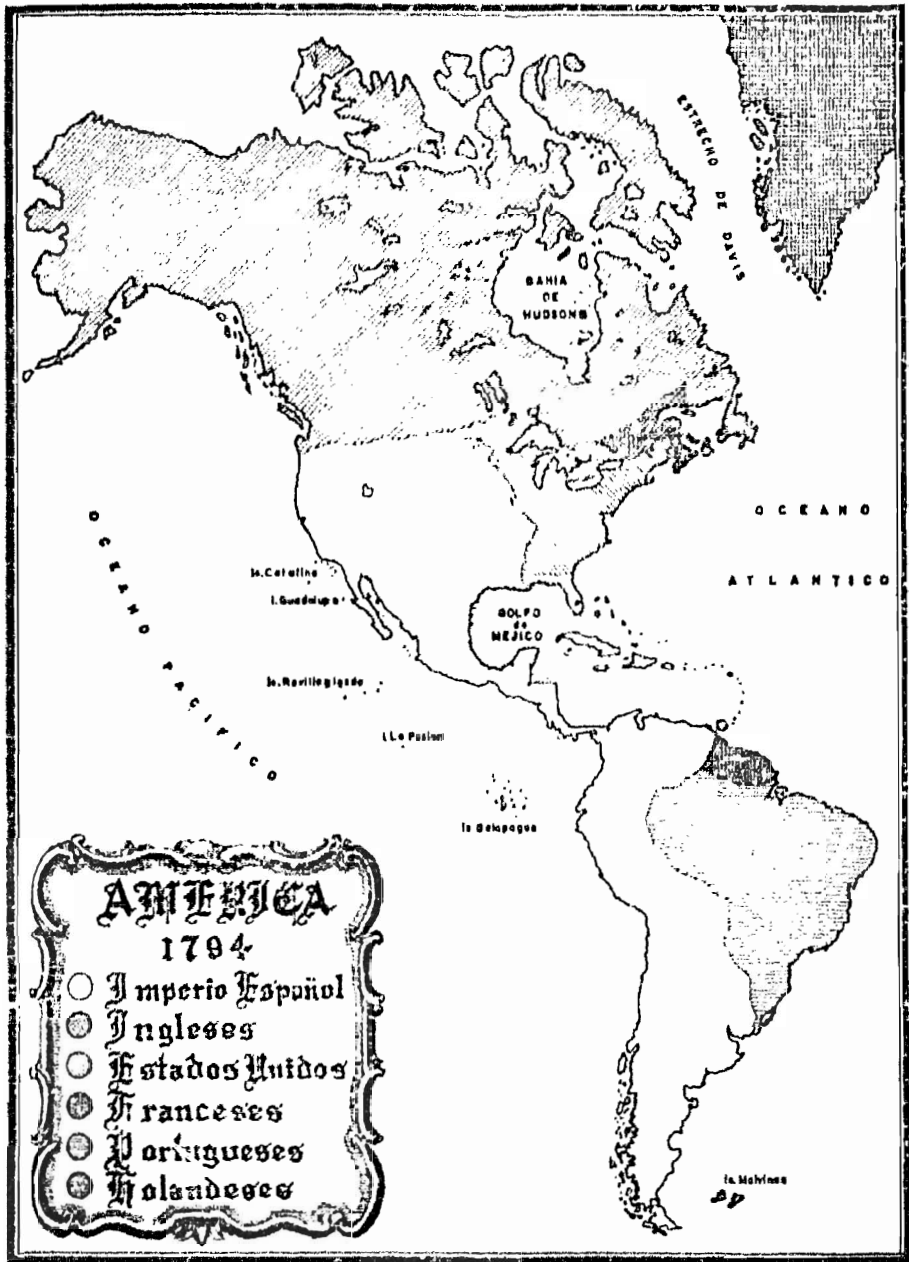 ESTRECHO DE DAVIS
BAHIA
DE
HUDSONS
OCEANO
ATLANTICO
OCEANO PACIFICO
Is. Catalina
I. Guadalupe
GOLFO
de
MEJICO
Is. Revillagigedo
I. La Pasion
Is Galapagos
AMERICA
1794
Imperio Español
Ingleses
Estados Unidos
Franceses
Portugueses
Holandeses
Is. Malvinas